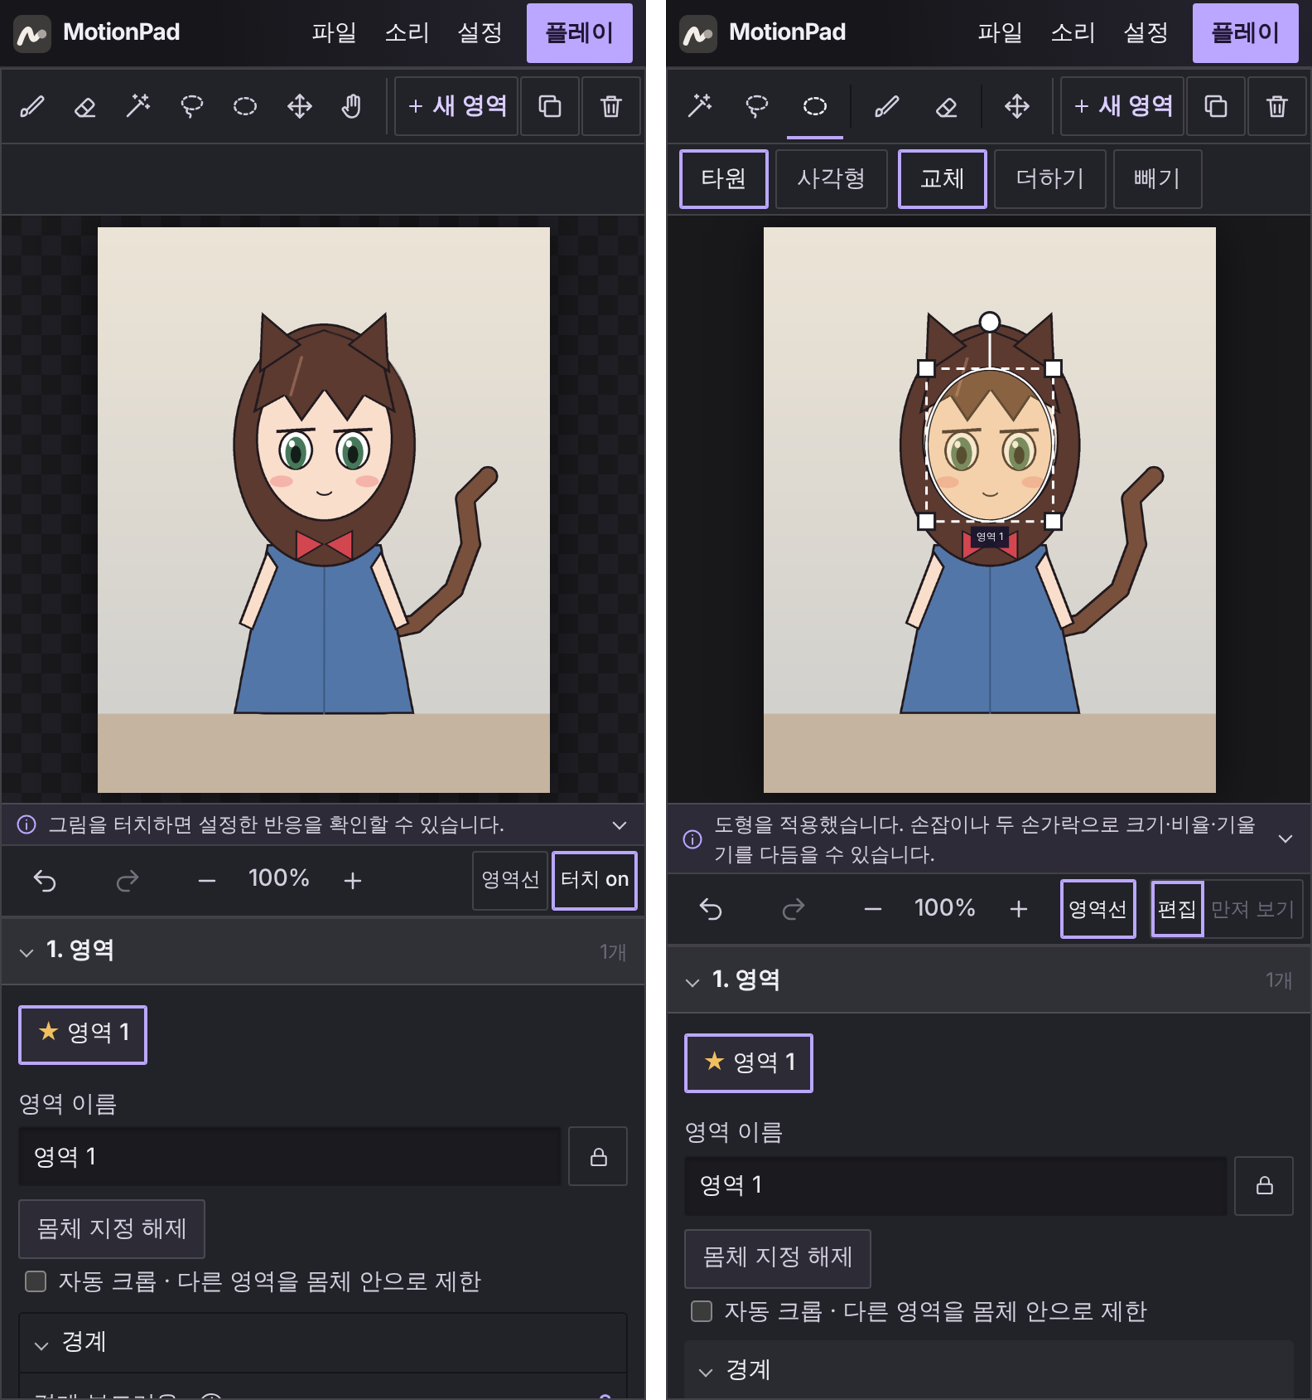 MotionPad 파일 소리 설정 플레이
+ 새 영역
그림을 터치하면 설정한 반응을 확인할 수 있습니다.
100% 영역선 터치 on
1. 영역 1개
★ 영역 1
영역 이름
영역 1
몸체 지정 해제
자동 크롭 · 다른 영역을 몸체 안으로 제한
경계
MotionPad 파일 소리 설정 플레이
+ 새 영역
타원 사각형 교체 더하기 빼기
영역 1
도형을 적용했습니다. 손잡이나 두 손가락으로 크기·비율·기울
기를 다듬을 수 있습니다.
100% 영역선 편집 만져 보기
1. 영역 1개
★ 영역 1
영역 이름
영역 1
몸체 지정 해제
자동 크롭 · 다른 영역을 몸체 안으로 제한
경계